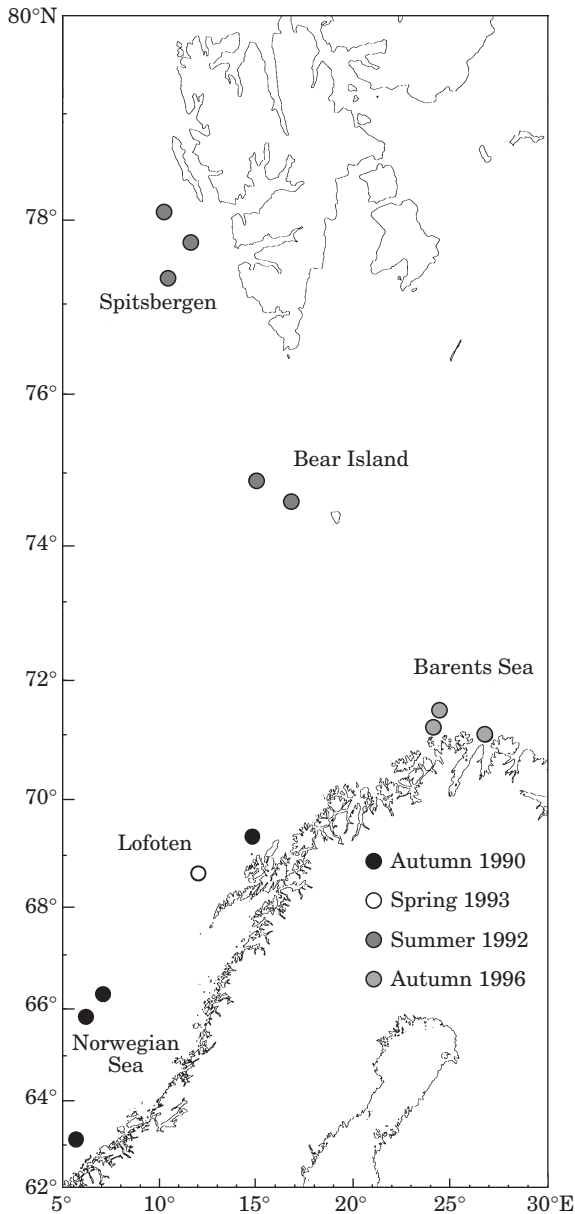 80°N
78°
Spitsbergen
76°
Bear Island
74°
72°
Barents Sea
70°
Lofoten
Autumn 1990
Spring 1993
68°
Summer 1992
Autumn 1996
66°
Norwegian
Sea
64°
62°
5° 10° 15° 20° 25° 30°E